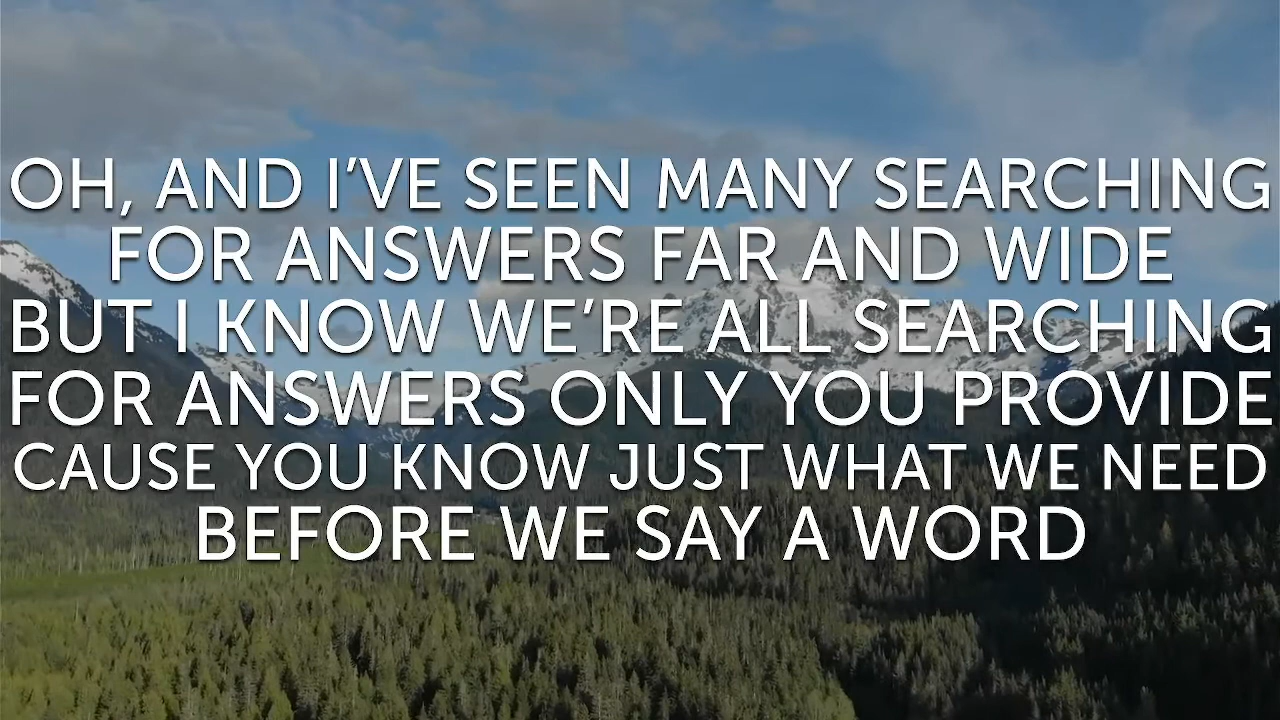 OH, AND I'VE SEEN MANY SEARCHING
FOR ANSWERS FAR AND WIDE
BUT I KNOW WE'RE ALL SEARCHING
FOR ANSWERS ONLY YOU PROVIDE
CAUSE YOU KNOW JUST WHAT WE NEED
BEFORE WE SAY A WORD